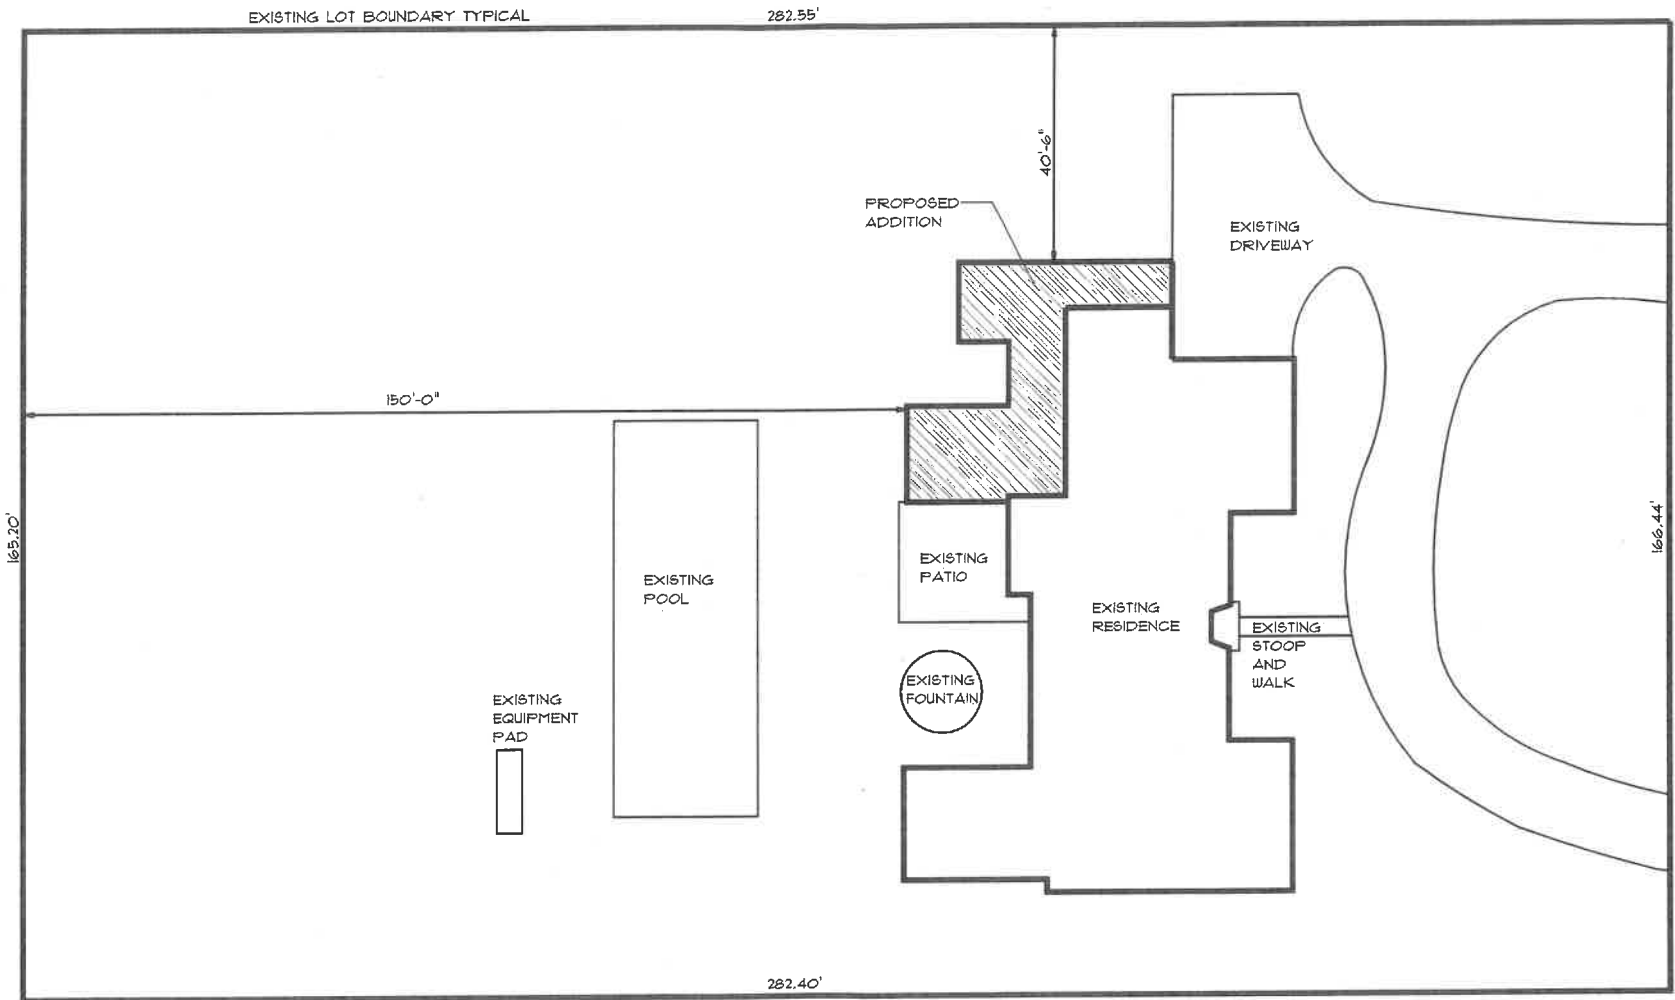 EXISTING LOT BOUNDARY TYPICAL
282.55'
40'-6"
PROPOSED
ADDITION
EXISTING
DRIVEWAY
150'-0"
165.20'
166.44'
EXISTING
PATIO
EXISTING
POOL
EXISTING
RESIDENCE
EXISTING
STOOP
AND
WALK
EXISTING
FOUNTAIN
EXISTING
EQUIPMENT
PAD
282.40'